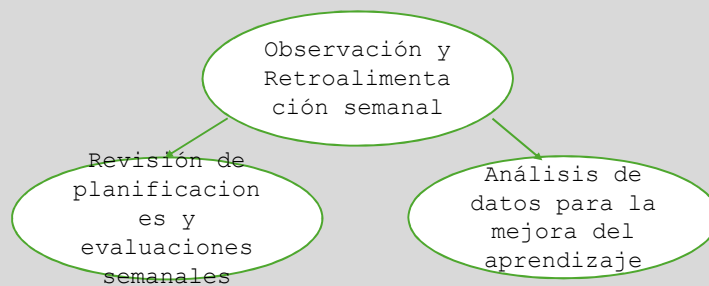 Observación y
Retroalimenta
ción semanal
Revisión de
planificacion
es y
evaluaciones
semanales
Análisis de
datos para la
mejora del
aprendizaje